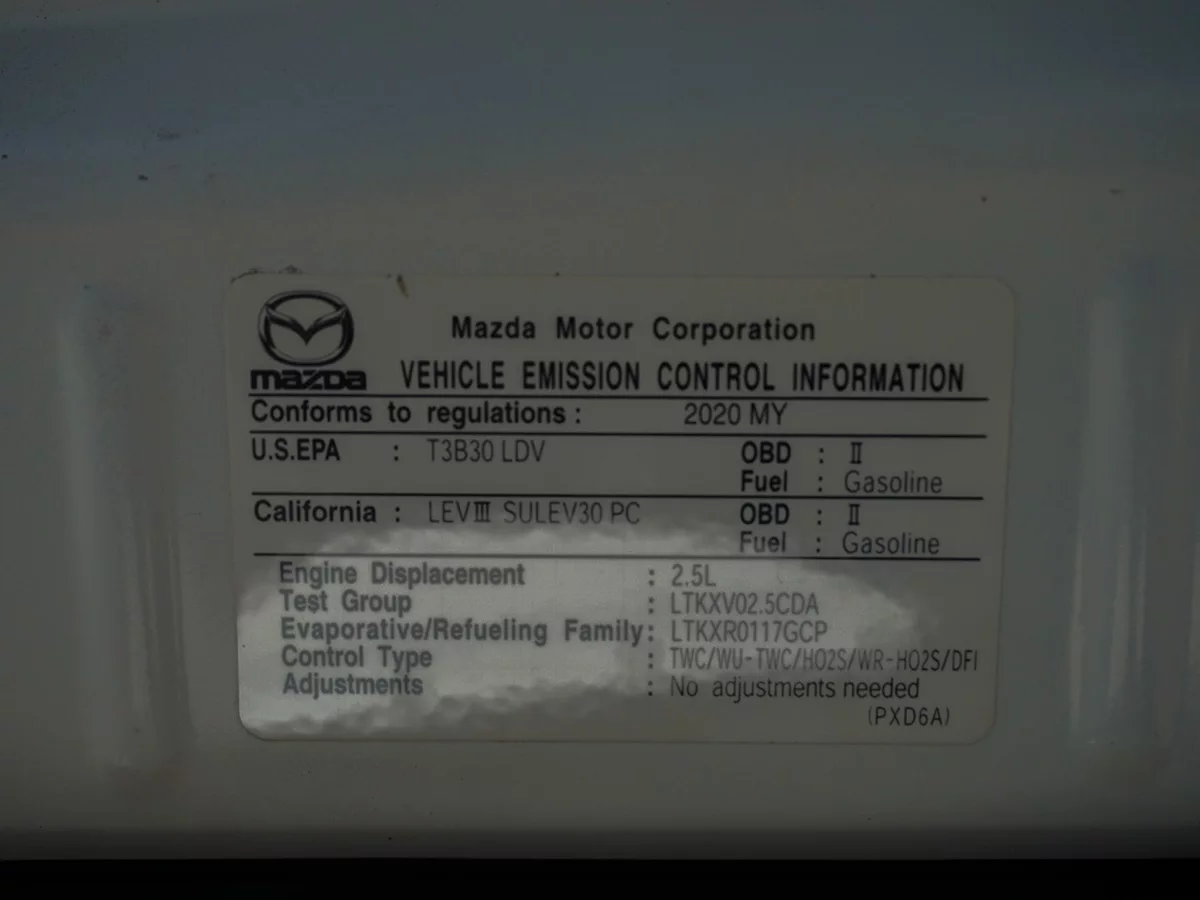 Mazda Motor Corporation
mazda VEHICLE EMISSION CONTROL INFORMATION
Conforms to regulations : 2020 MY
U.S.EPA : T3B30 LDV OBD : Ⅱ
Fuel : Gasoline
California : LEVⅢ SULEV30 PC OBD : Ⅱ
Fuel : Gasoline
Engine Displacement : 2.5L
Test Group : LTKXV02.5CDA
Evaporative/Refueling Family: LTKXR0117GCP
Control Type : TWC/WU-TWC/HO2S/WR-HO2S/DFI
Adjustments : No adjustments needed
(PXD6A)